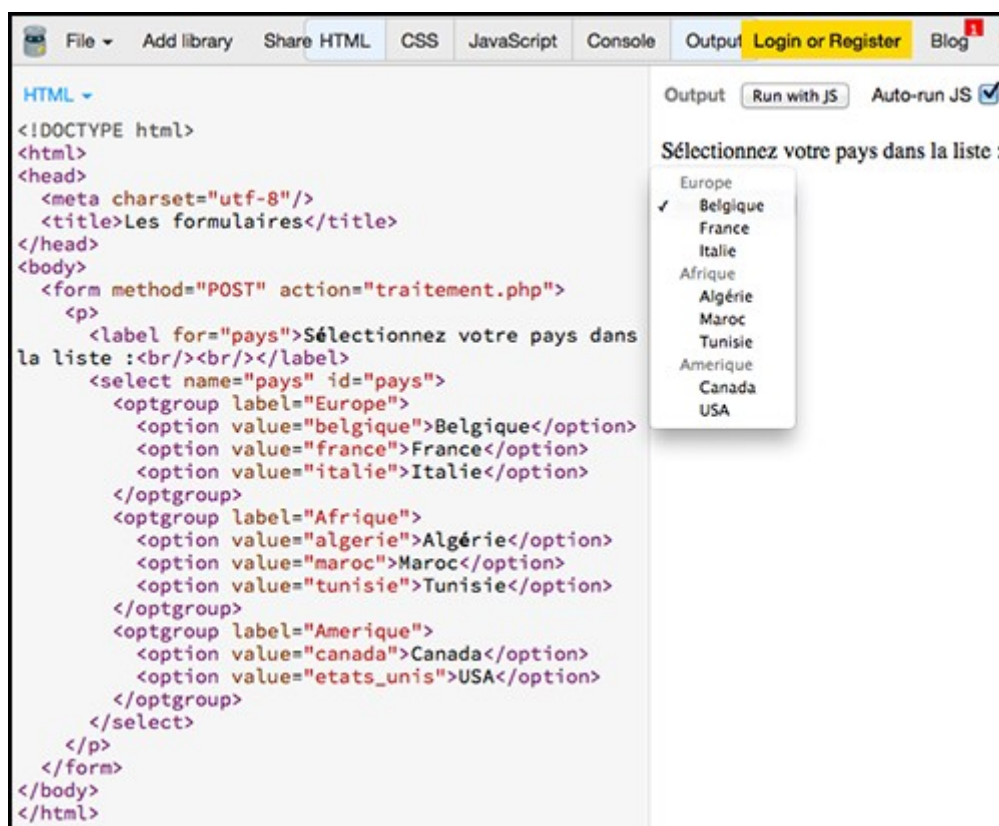 File Add library Share HTML CSS JavaScript Console Output Login or Register Blog 1
HTML
<!DOCTYPE html>
<html>
<head>
<meta charset="utf-8"/>
<title>Les formulaires</title>
</head>
<body>
<form method="POST" action="traitement.php">
<p>
<label for="pays">Sélectionnez votre pays dans
la liste :<br/><br/></label>
<select name="pays" id="pays">
<optgroup label="Europe">
<option value="belgique">Belgique</option>
<option value="france">France</option>
<option value="italie">Italie</option>
</optgroup>
<optgroup label="Afrique">
<option value="algerie">Algérie</option>
<option value="maroc">Maroc</option>
<option value="tunisie">Tunisie</option>
</optgroup>
<optgroup label="Amerique">
<option value="canada">Canada</option>
<option value="etats_unis">USA</option>
</optgroup>
</select>
</p>
</form>
</body>
</html>
Output Run with JS Auto-run JS
Sélectionnez votre pays dans la liste :
Europe
✓ Belgique
France
Italie
Afrique
Algérie
Maroc
Tunisie
Amerique
Canada
USA